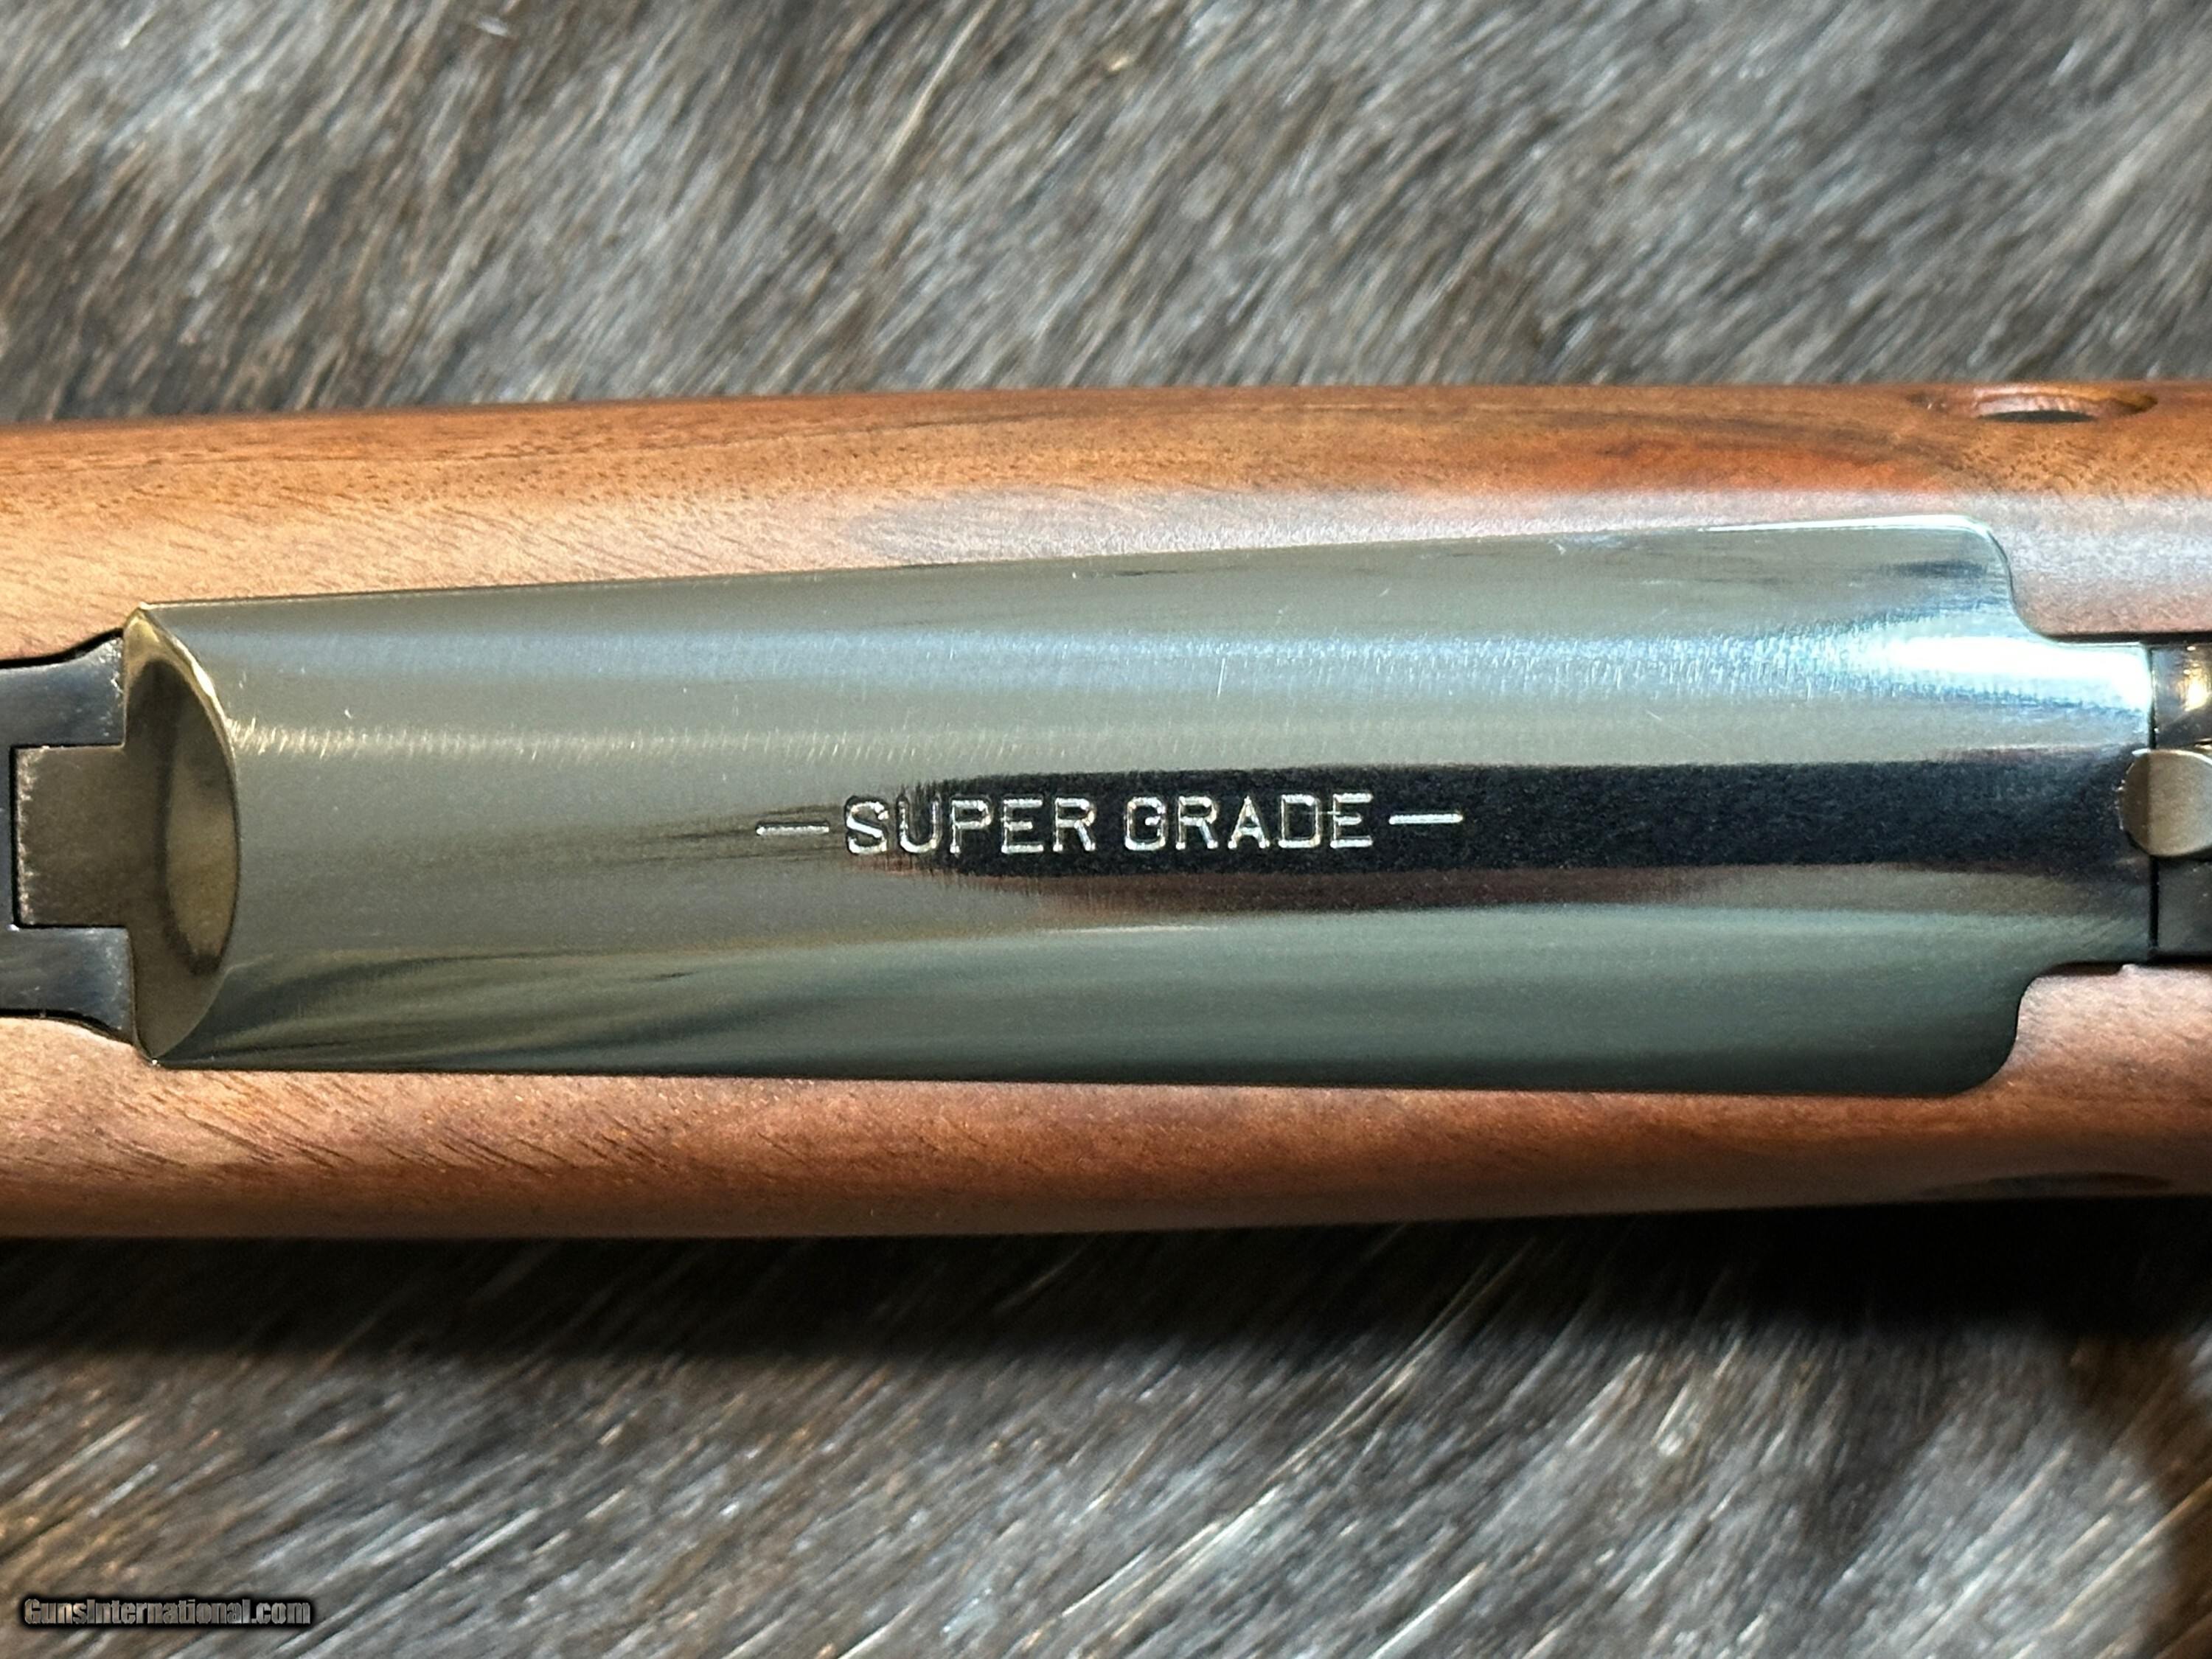 — SUPER GRADE —
GunsInternational.com